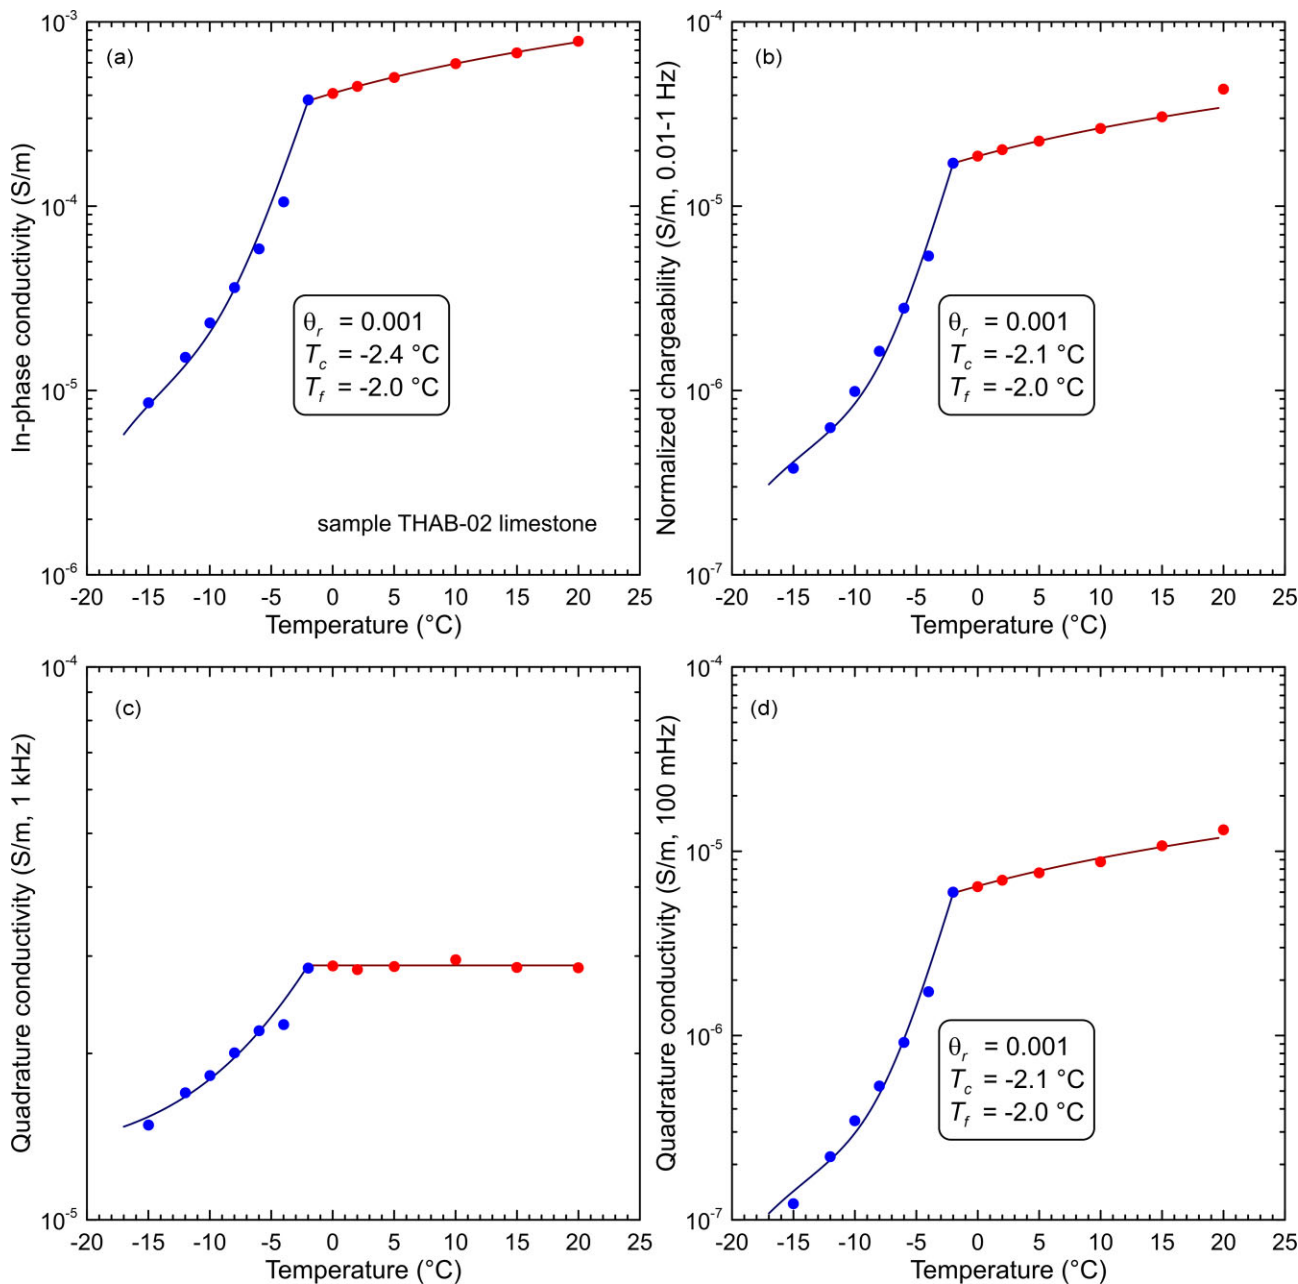 (a)
In-phase conductivity (S/m)
10⁻³
10⁻⁴
10⁻⁵
10⁻⁶
θr = 0.001
Tc = -2.4 °C
Tf = -2.0 °C
sample THAB-02 limestone
-20 -15 -10 -5 0 5 10 15 20 25
Temperature (°C)
(b)
Normalized chargeability (S/m, 0.01-1 Hz)
10⁻⁴
10⁻⁵
10⁻⁶
10⁻⁷
θr = 0.001
Tc = -2.1 °C
Tf = -2.0 °C
-20 -15 -10 -5 0 5 10 15 20 25
Temperature (°C)
(c)
Quadrature conductivity (S/m, 1 kHz)
10⁻⁴
10⁻⁵
-20 -15 -10 -5 0 5 10 15 20 25
Temperature (°C)
(d)
Quadrature conductivity (S/m, 100 mHz)
10⁻⁴
10⁻⁵
10⁻⁶
10⁻⁷
θr = 0.001
Tc = -2.1 °C
Tf = -2.0 °C
-20 -15 -10 -5 0 5 10 15 20 25
Temperature (°C)